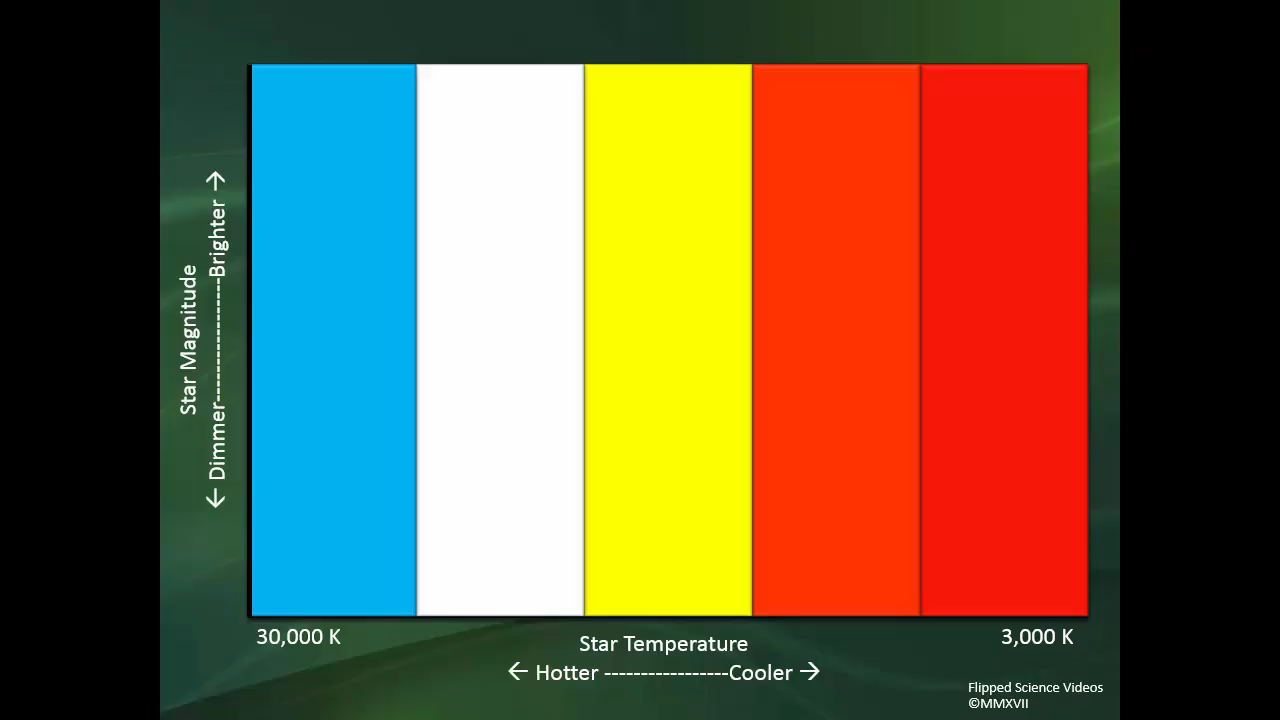 Star Magnitude
← Dimmer----------------Brighter →
30,000 K
3,000 K
Star Temperature
← Hotter -----------------Cooler →
Flipped Science Videos
©MMXVII